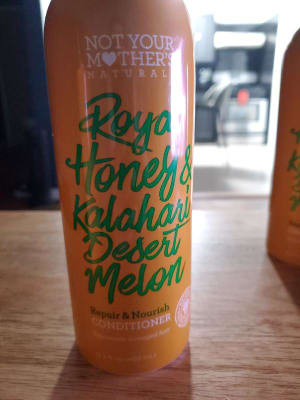 NOT YOUR
MOTHER'S
NATURALS
Royal
Honey &
Kalahari
Desert
Melon
Repair & Nourish
CONDITIONER